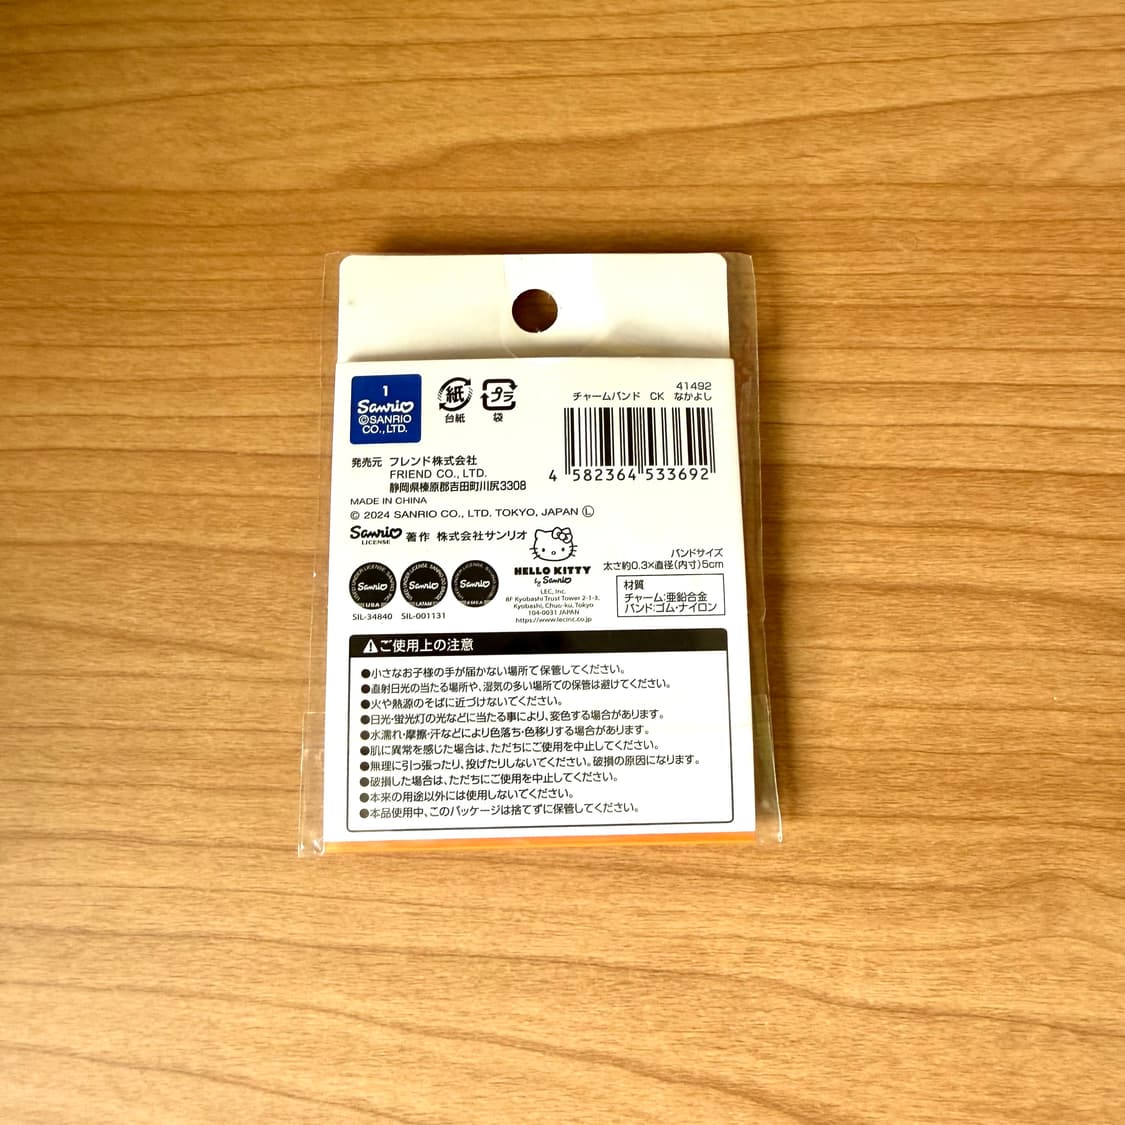 1
Sanrio
©SANRIO
CO.,LTD.
紙
台紙
プラ
袋
41492
チャームバンド CK なかよし
4 582364 533692
発売元 フレンド株式会社
FRIEND CO., LTD.
静岡県榛原郡吉田町川尻3308
MADE IN CHINA
© 2024 SANRIO CO., LTD. TOKYO, JAPAN Ⓛ
Sanrio
LICENSE
著作 株式会社サンリオ
Sanrio
USA
SIL-34840
Sanrio
LATAM
SIL-001131
Sanrio
HELLO KITTY
by Sanrio
LEC, Inc.
8F Kyobashi Trust Tower 2-1-3,
Kyobashi, Chuo-ku, Tokyo
104-0031 JAPAN
https://www.lecinc.co.jp
バンドサイズ
太さ約0.3×直径(内寸)5cm
材質
チャーム:亜鉛合金
バンド:ゴム・ナイロン
ご使用上の注意
●小さなお子様の手が届かない場所で保管してください。
●直射日光の当たる場所や、湿気の多い場所での保管は避けてください。
●火や熱源のそばに近づけないでください。
●日光・蛍光灯の光などに当たる事により、変色する場合があります。
●水濡れ・摩擦・汗などにより色落ち・色移りする場合があります。
●肌に異常を感じた場合は、ただちにご使用を中止してください。
●無理に引っ張ったり、投げたりしないでください。破損の原因になります。
●破損した場合は、ただちにご使用を中止してください。
●本来の用途以外には使用しないでください。
●本品使用中、このパッケージは捨てずに保管してください。